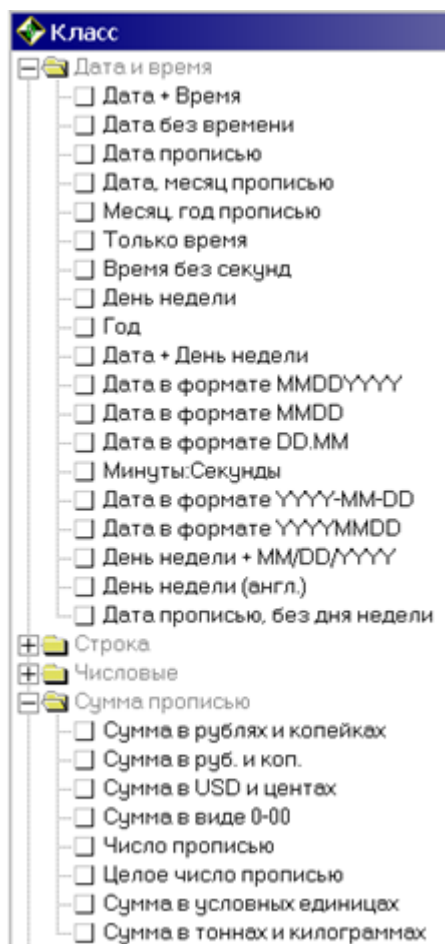 Класс
Дата и время
Дата + Время
Дата без времени
Дата прописью
Дата, месяц прописью
Месяц, год прописью
Только время
Время без секунд
День недели
Год
Дата + День недели
Дата в формате MMDDYYYY
Дата в формате MMDD
Дата в формате DD.MM
Минуты:Секунды
Дата в формате YYYY-MM-DD
Дата в формате YYYYMMDD
День недели + MM/DD/YYYY
День недели (англ.)
Дата прописью, без дня недели
Строка
Числовые
Сумма прописью
Сумма в рублях и копейках
Сумма в руб. и коп.
Сумма в USD и центах
Сумма в виде 0-00
Число прописью
Целое число прописью
Сумма в условных единицах
Сумма в тоннах и килограммах